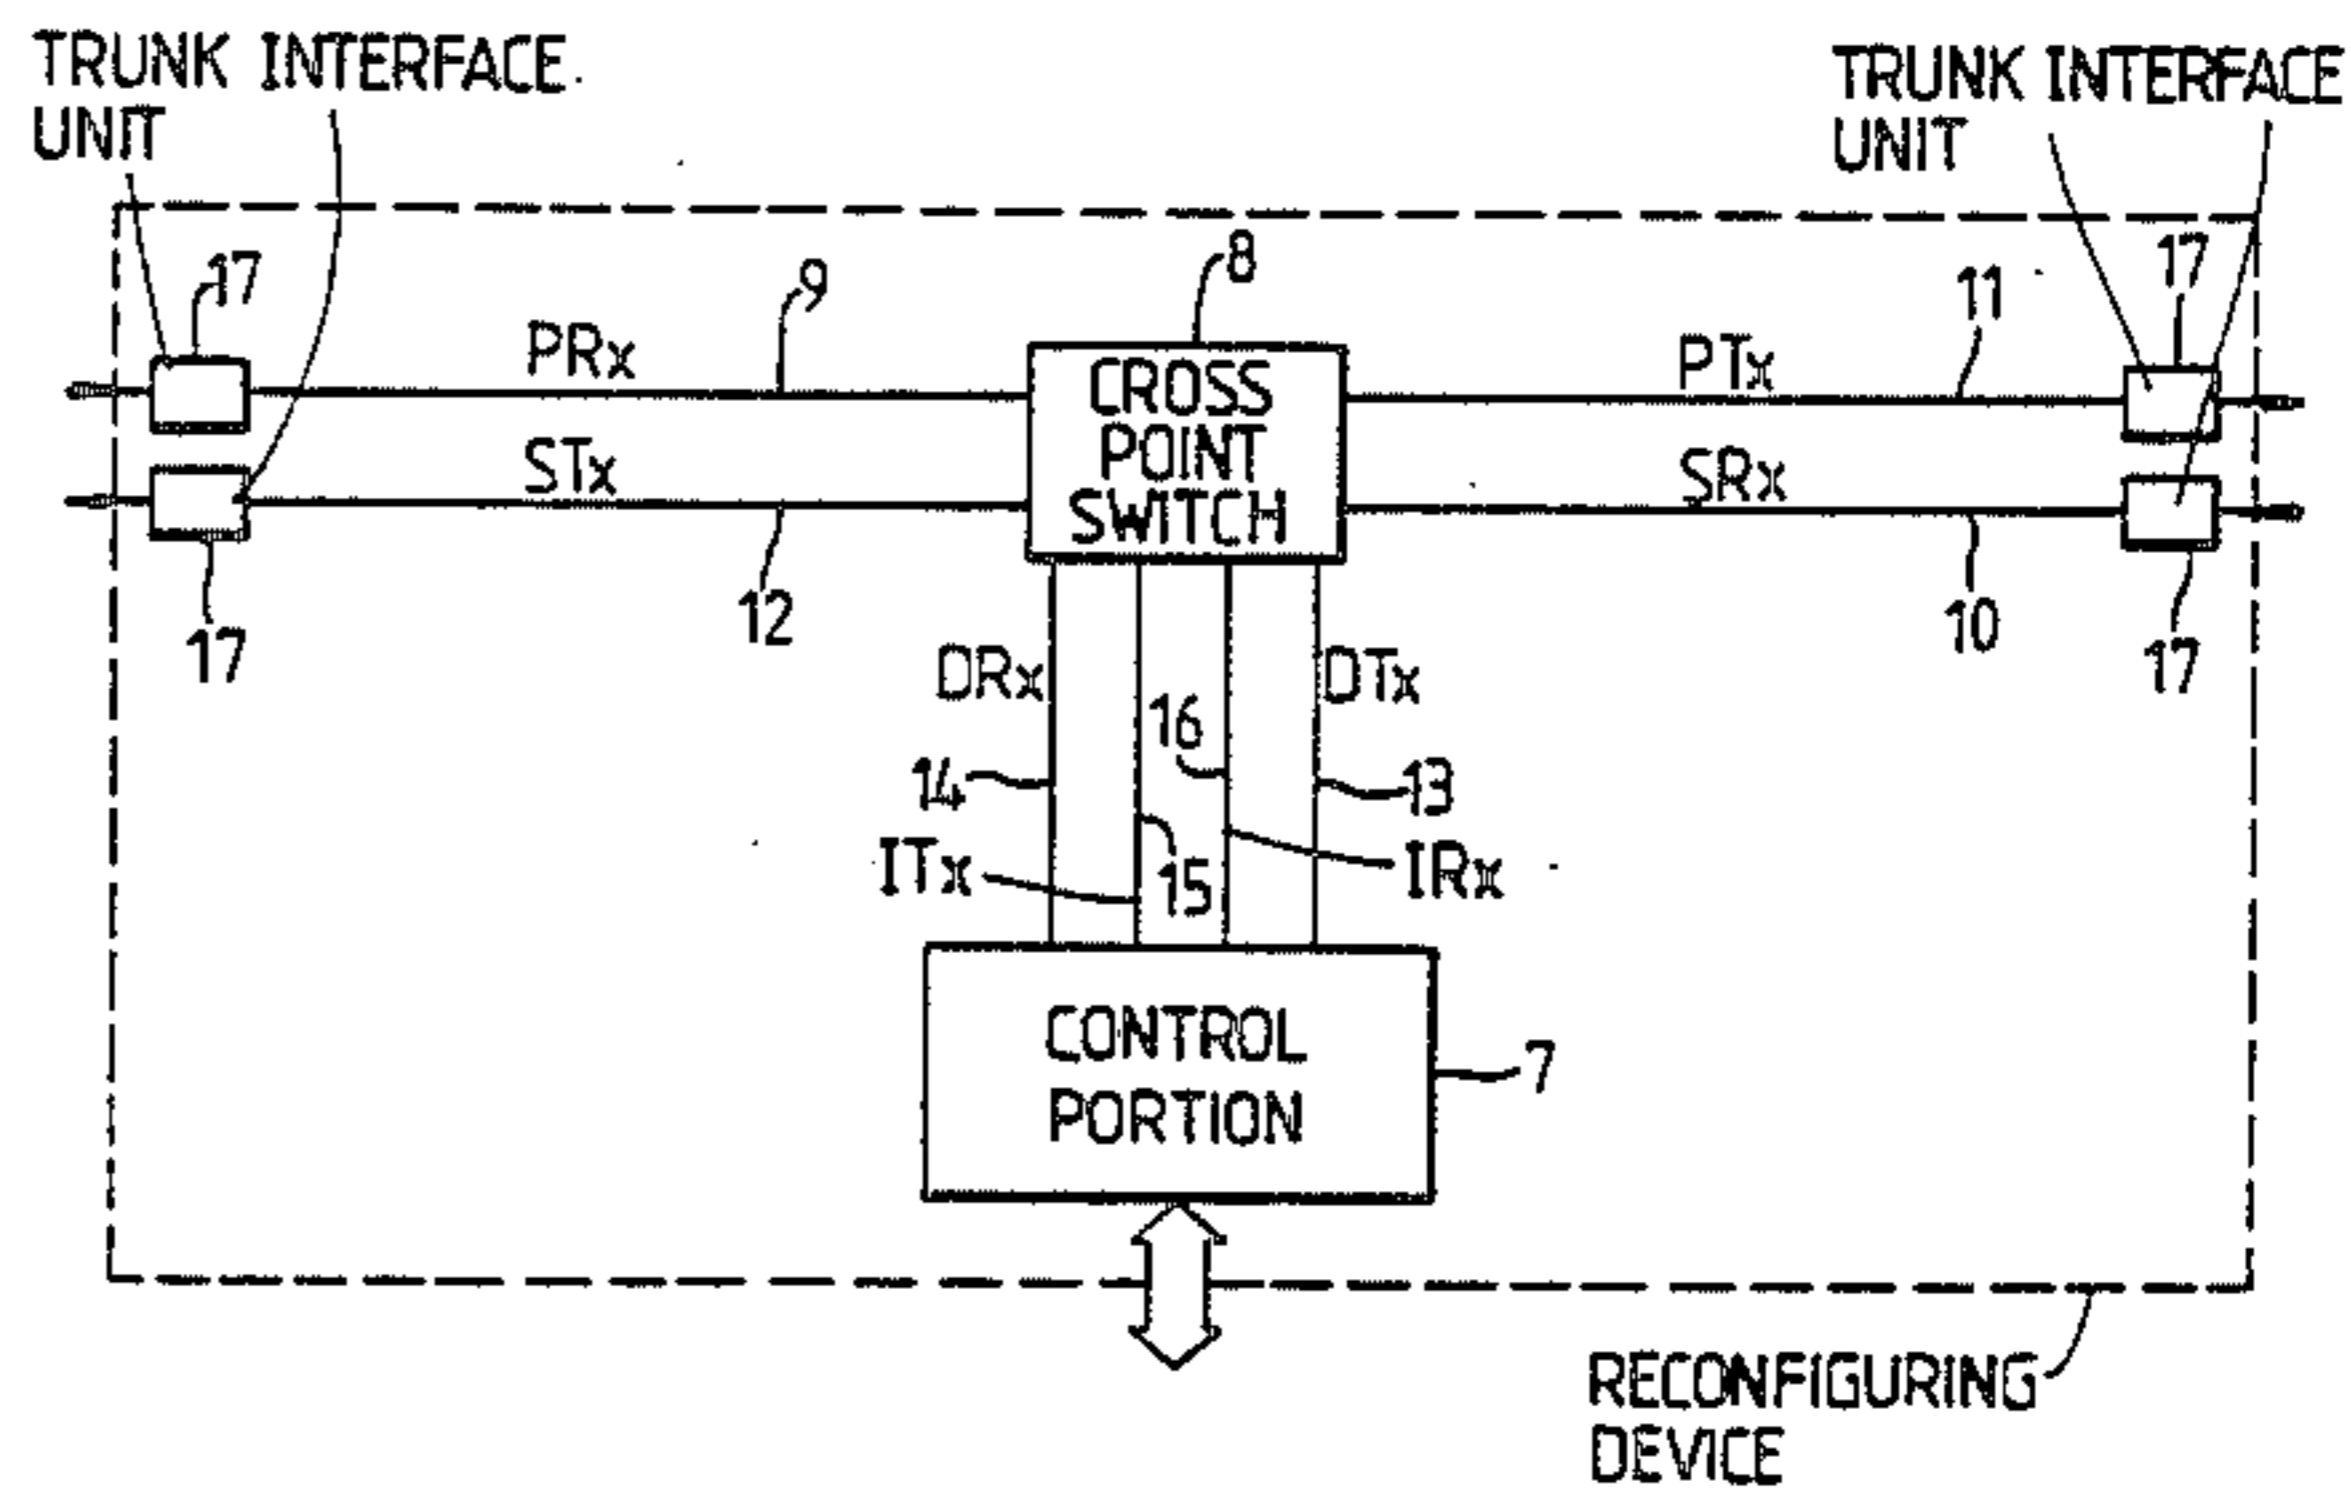 TRUNK INTERFACE
UNIT
TRUNK INTERFACE
UNIT
17
9
8
11
17
PRx
CROSS
POINT
SWITCH
PTx
STx
SRx
17
12
10
17
DRx
DTx
16
14
13
ITx
15
IRx
CONTROL
PORTION
7
RECONFIGURING
DEVICE